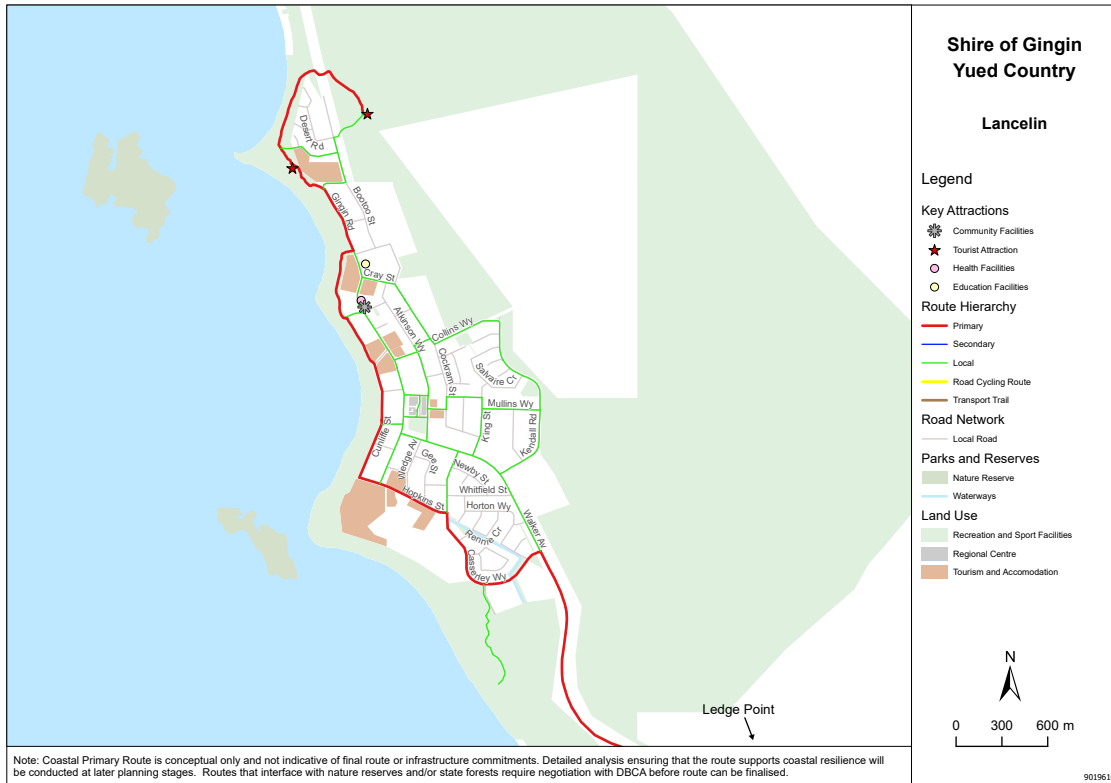 Shire of Gingin
Yued Country
Lancelin
Legend
Key Attractions
Community Facilities
Tourist Attraction
Health Facilities
Education Facilities
Route Hierarchy
Primary
Secondary
Local
Road Cycling Route
Transport Trail
Road Network
Local Road
Parks and Reserves
Nature Reserve
Waterways
Land Use
Recreation and Sport Facilities
Regional Centre
Tourism and Accomodation
N
0 300 600 m
Desert Rd
Bootoo St
Gingin Rd
Cray St
Atkinson Wy
Collins Wy
Cockram St
Salvarre Cr
Mullins Wy
King St
Kendall Rd
Cunliffe St
Wedge Av
Gee St
Newby St
Whitfield St
Hopkins St
Horton Wy
Rennie Cr
Walker Av
Casserley Wy
Ledge Point
Note: Coastal Primary Route is conceptual only and not indicative of final route or infrastructure commitments. Detailed analysis ensuring that the route supports coastal resilience will
be conducted at later planning stages. Routes that interface with nature reserves and/or state forests require negotiation with DBCA before route can be finalised.